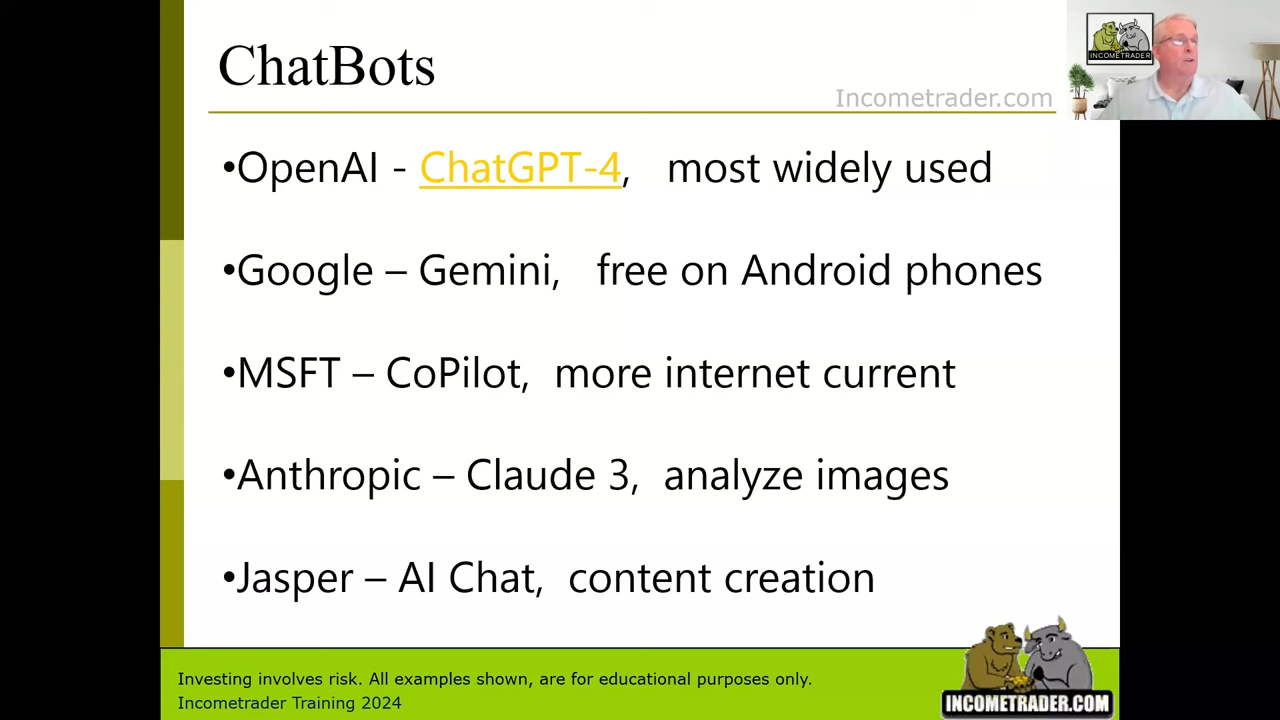 ChatBots
Incometrader.com
INCOMETRADER
•OpenAI - ChatGPT-4, most widely used
•Google – Gemini, free on Android phones
•MSFT – CoPilot, more internet current
•Anthropic – Claude 3, analyze images
•Jasper – AI Chat, content creation
Investing involves risk. All examples shown, are for educational purposes only.
Incometrader Training 2024
INCOMETRADER.COM